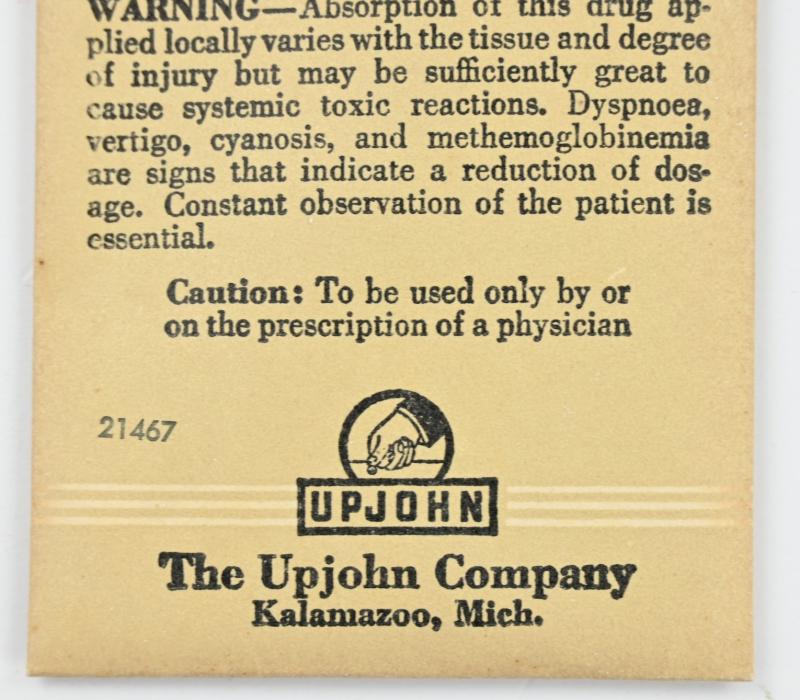 WARNING—Absorption of this drug ap-
plied locally varies with the tissue and degree
of injury but may be sufficiently great to
cause systemic toxic reactions. Dyspnoea,
vertigo, cyanosis, and methemoglobinemia
are signs that indicate a reduction of dos-
age. Constant observation of the patient is
essential.
Caution: To be used only by or
on the prescription of a physician
21467
UPJOHN
The Upjohn Company
Kalamazoo, Mich.